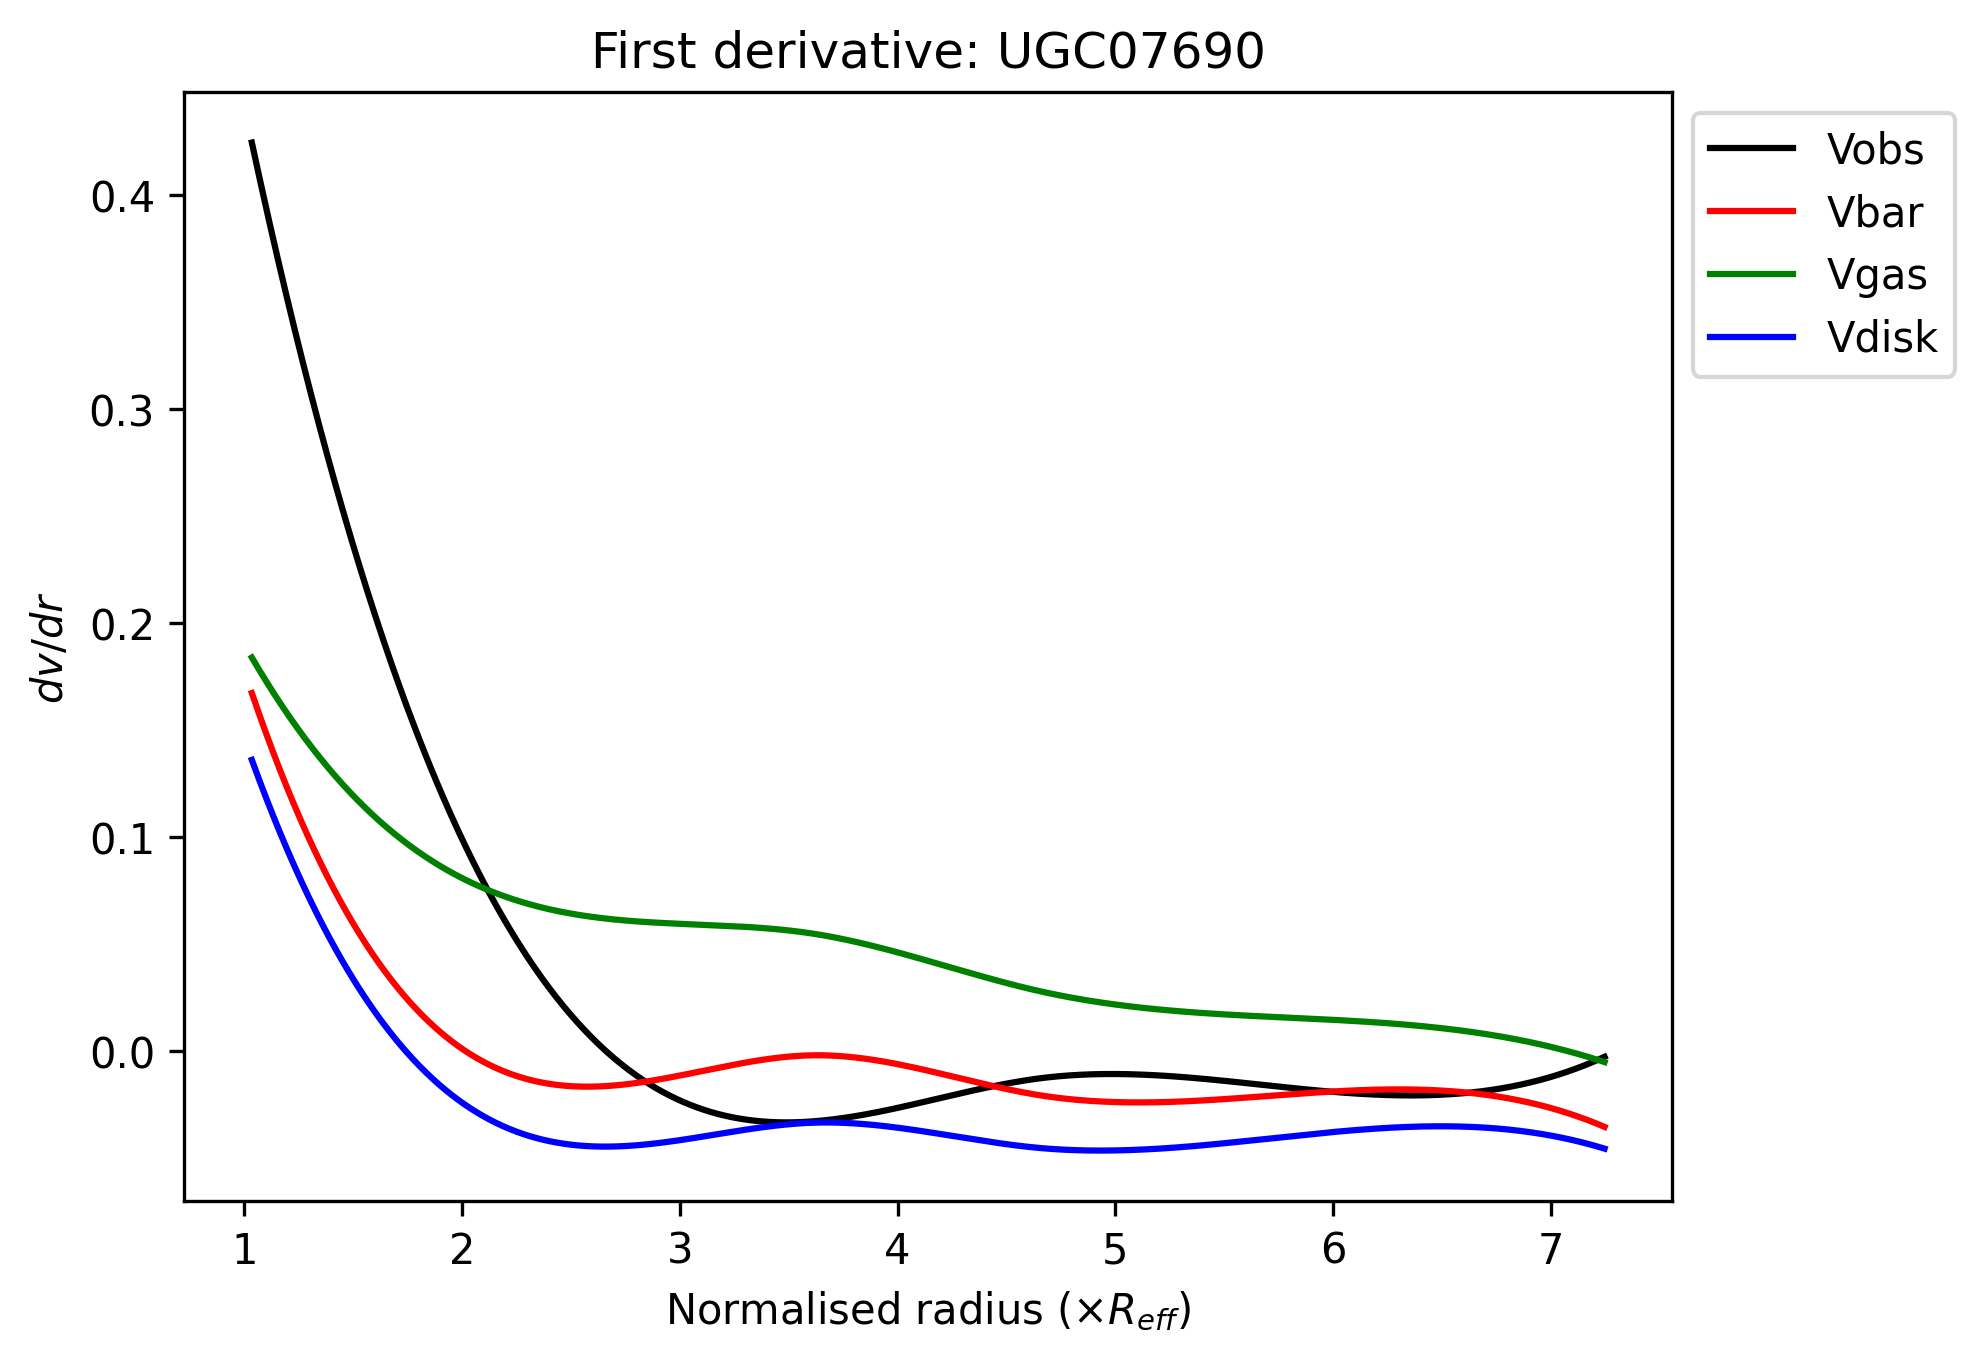 First derivative: UGC07690
Vobs
Vbar
Vgas
Vdisk
dv/dr
0.4
0.3
0.2
0.1
0.0
1 2 3 4 5 6 7
Normalised radius (×R_eff)